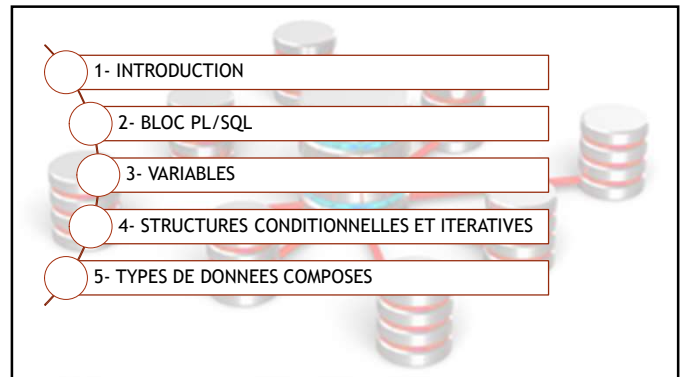 1- INTRODUCTION
2- BLOC PL/SQL
3- VARIABLES
4- STRUCTURES CONDITIONNELLES ET ITERATIVES
5- TYPES DE DONNEES COMPOSES